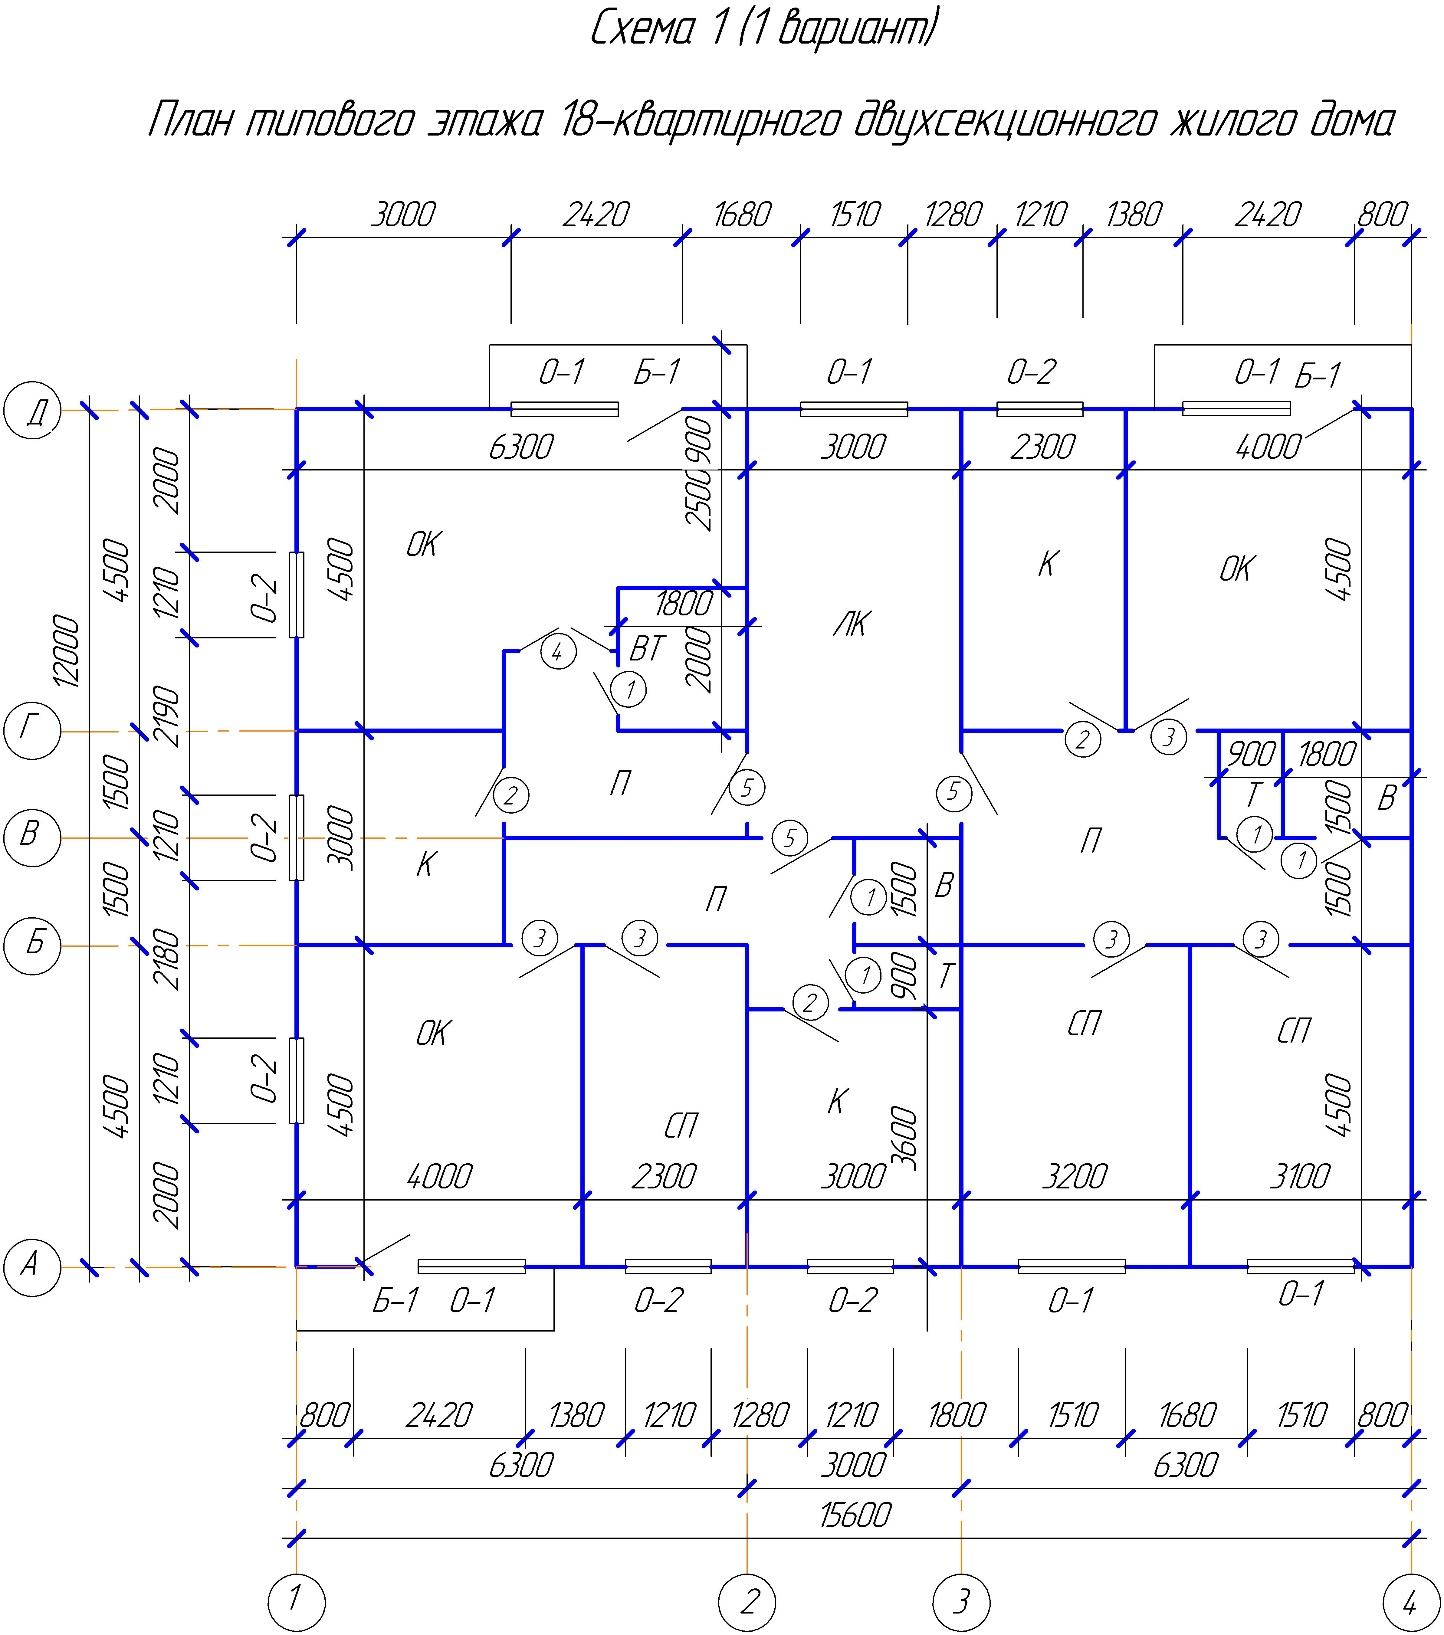 Схема 1 (1 вариант)
План типового этажа 18-квартирного двухсекционного жилого дома
3000 2420 1680 1510 1280 1210 1380 2420 800
О-1 Б-1 О-1 О-2 О-1 Б-1
Д
6300 3000 2300 4000
900
2500
2000
4500
4500
1210
О-2
4500
ОК
К
ОК
4500
12000
1800
ЛК
4
ВТ
2000
1
2190
Г
2
3
900 1800
1500
П
2
5
5
Т
1500
В
В
1210
О-2
3000
К
5
П
1
1
П
1
1500
В
1500
1500
Б
3
3
3
3
2180
1
900
Т
2
ОК
СП
СП
1210
О-2
4500
4500
К
СП
3600
4500
2000
4000 2300 3000 3200 3100
А
Б-1 О-1 О-2 О-2 О-1 О-1
800 2420 1380 1210 1280 1210 1800 1510 1680 1510 800
6300 3000 6300
15600
1 2 3 4